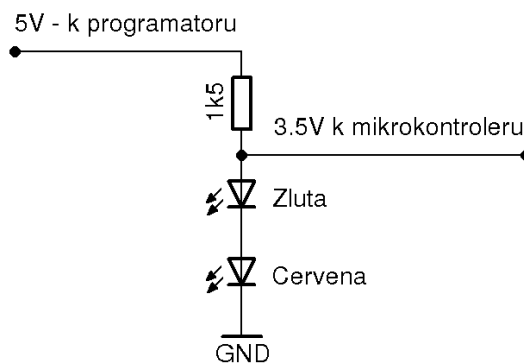 5V - k programatoru
1k5
3.5V k mikrokontroleru
Zluta
Cervena
GND